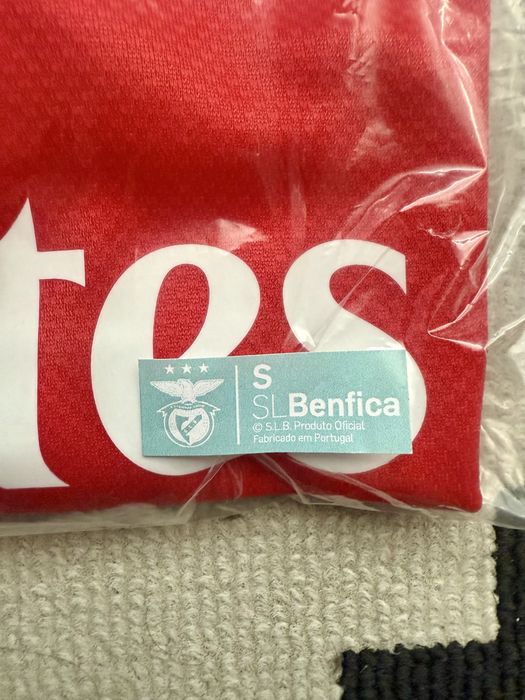 tes
S
SLBenfica
© S.L.B. Produto Oficial
Fabricado em Portugal